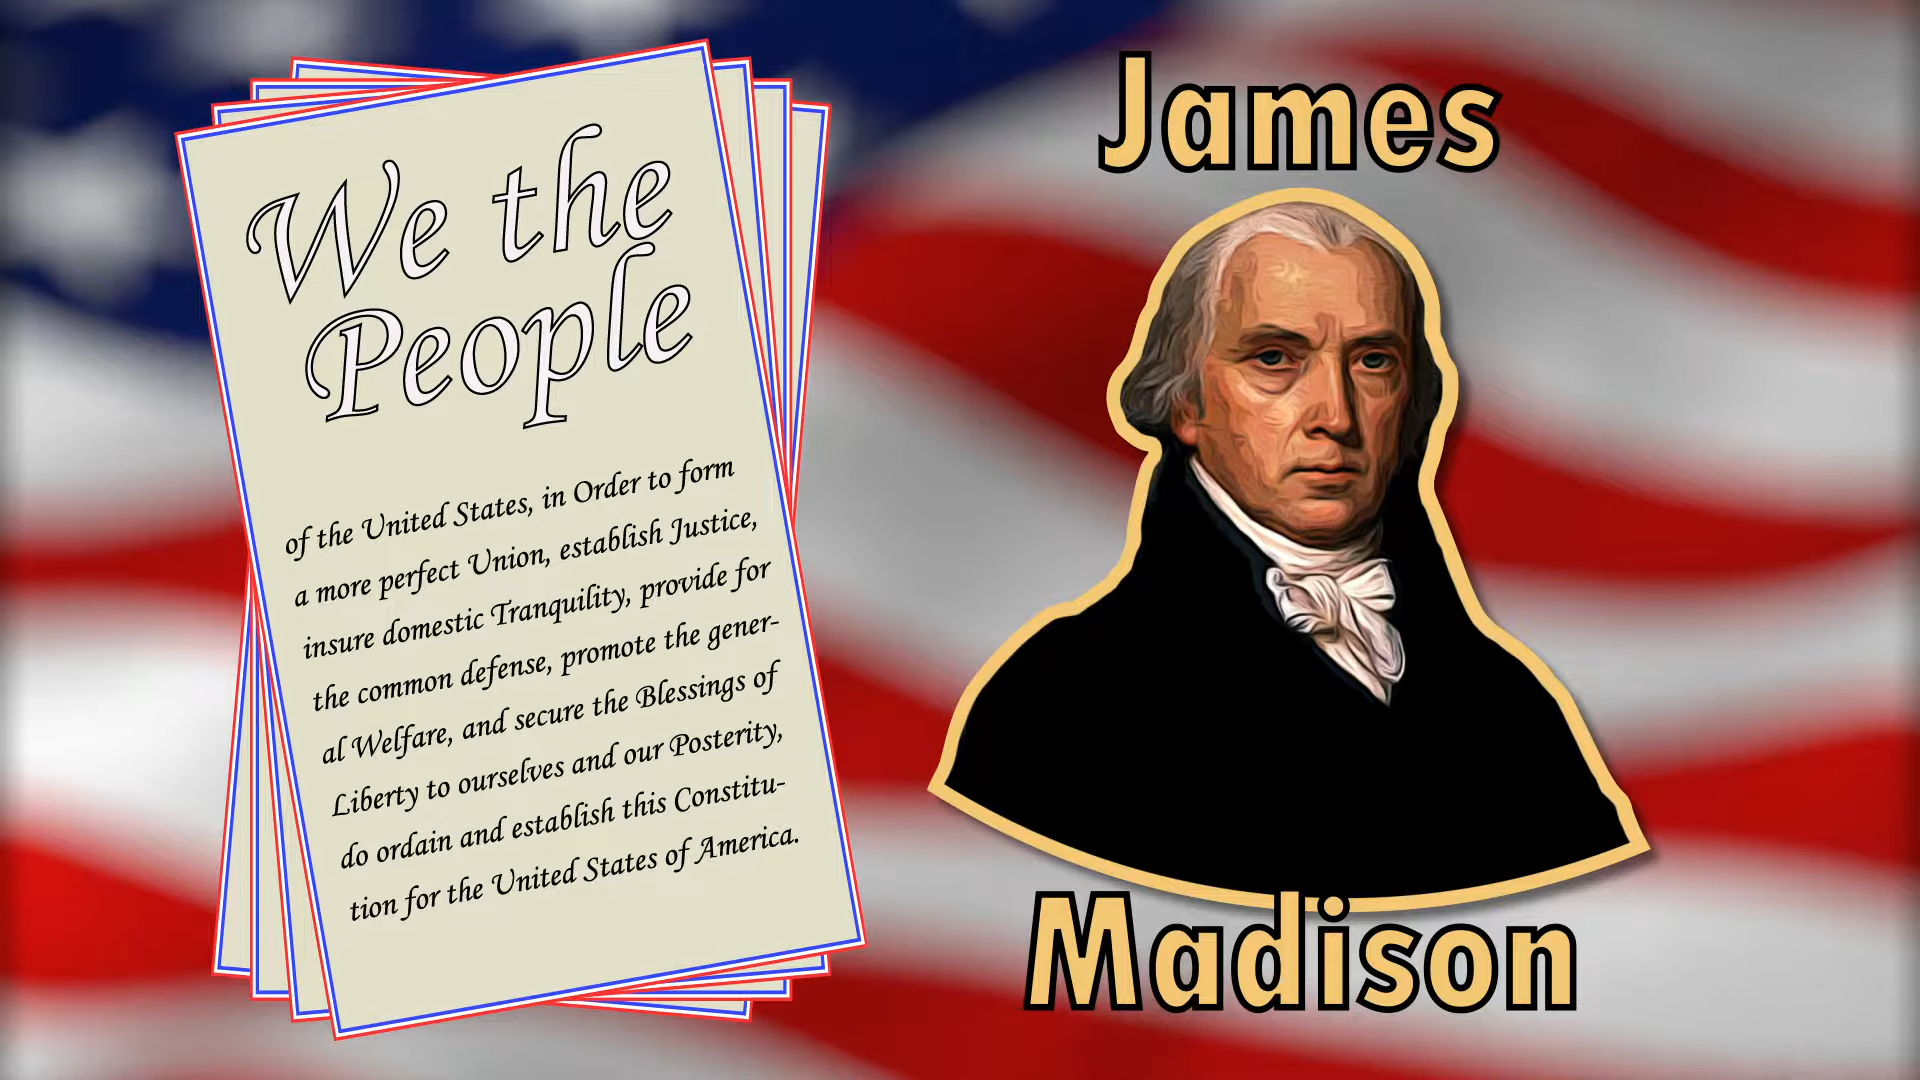 We the
People
of the United States, in Order to form
a more perfect Union, establish Justice,
insure domestic Tranquility, provide for
the common defense, promote the gener-
al Welfare, and secure the Blessings of
Liberty to ourselves and our Posterity,
do ordain and establish this Constitu-
tion for the United States of America.
James
Madison